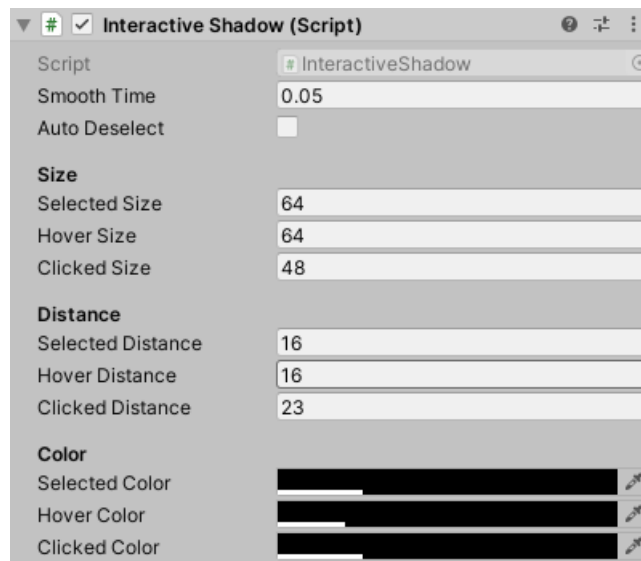 Interactive Shadow (Script)
Script InteractiveShadow
Smooth Time 0.05
Auto Deselect
Size
Selected Size 64
Hover Size 64
Clicked Size 48
Distance
Selected Distance 16
Hover Distance 16
Clicked Distance 23
Color
Selected Color
Hover Color
Clicked Color